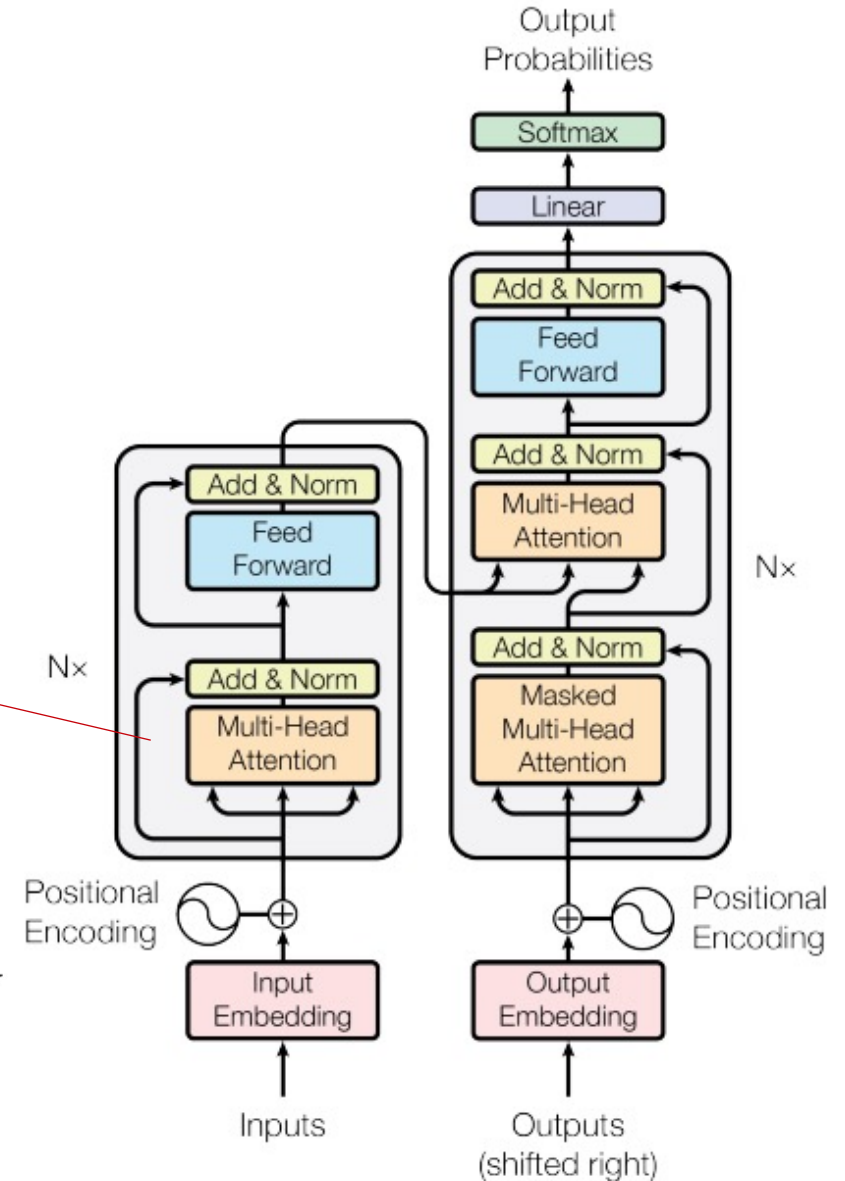 Output
Probabilities
Softmax
Linear
Add & Norm
Feed
Forward
Add & Norm
Multi-Head
Attention
Nx
Add & Norm
Masked
Multi-Head
Attention
Add & Norm
Feed
Forward
Nx
Add & Norm
Multi-Head
Attention
Positional
Encoding
Positional
Encoding
Input
Embedding
Output
Embedding
Inputs
Outputs
(shifted right)